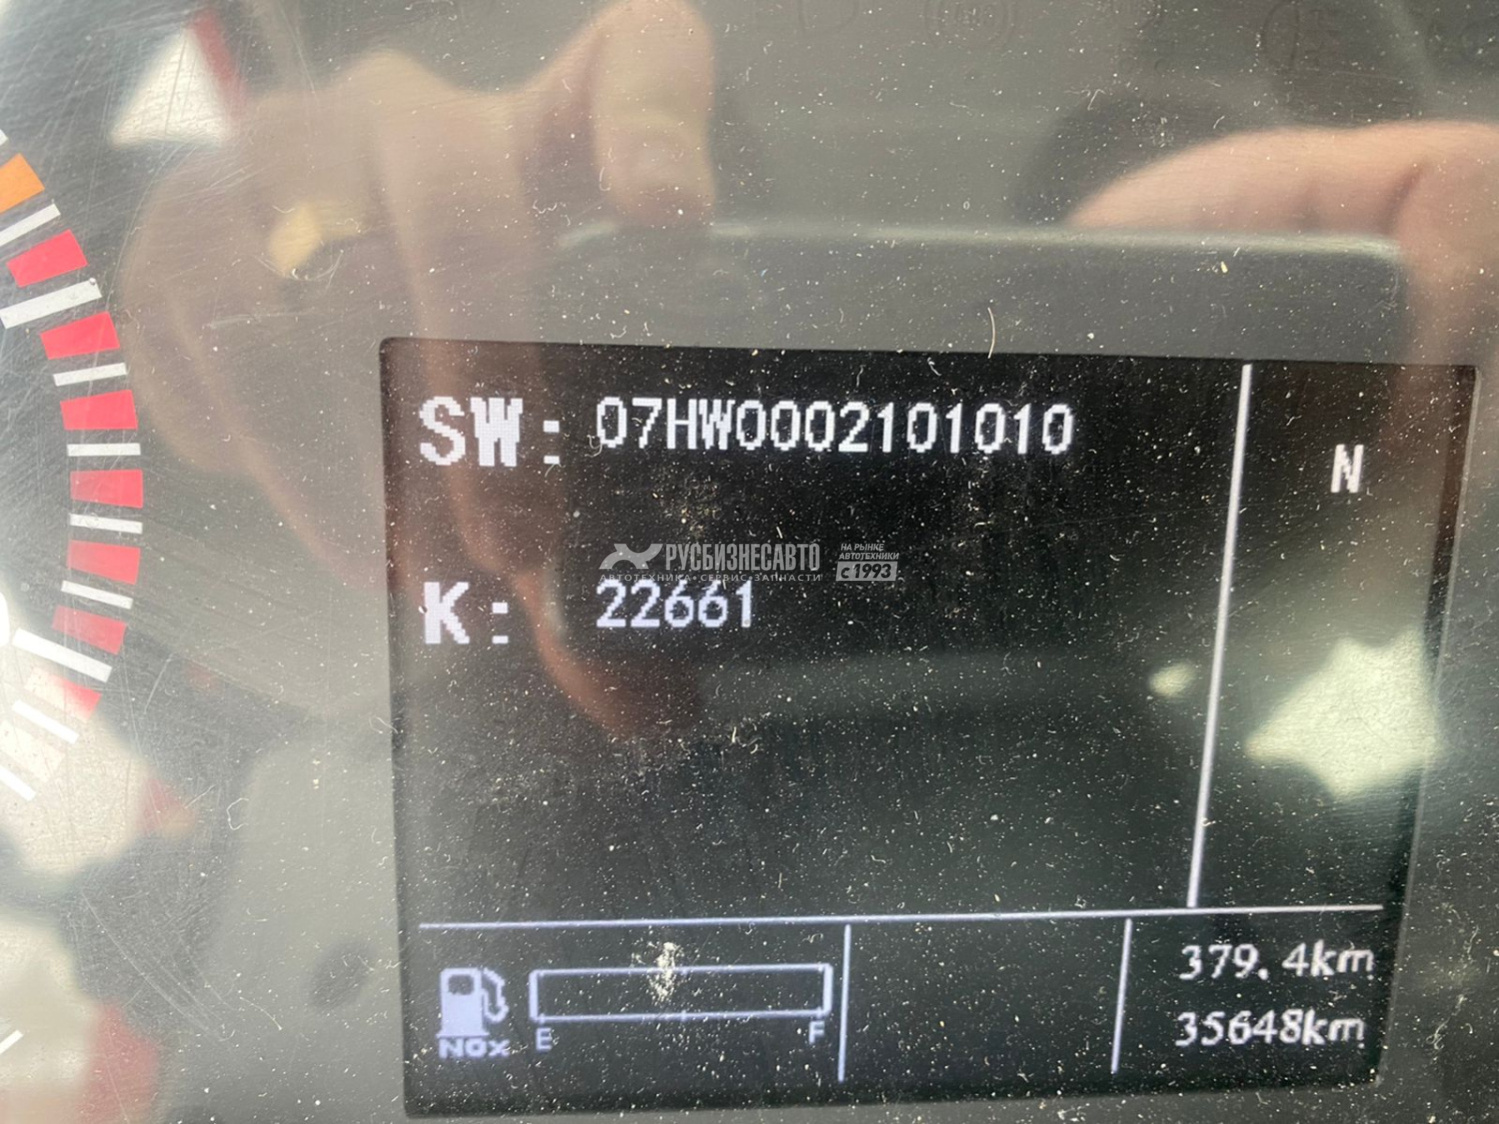 SW: 07HW0002101010
N
РУСБИЗНЕСАВТО
АВТОТЕХНИКА • СЕРВИС • ЗАПЧАСТИ
НА РЫНКЕ
АВТОТЕХНИКИ
с 1993
K: 22661
379.4km
35648km
NOx E F